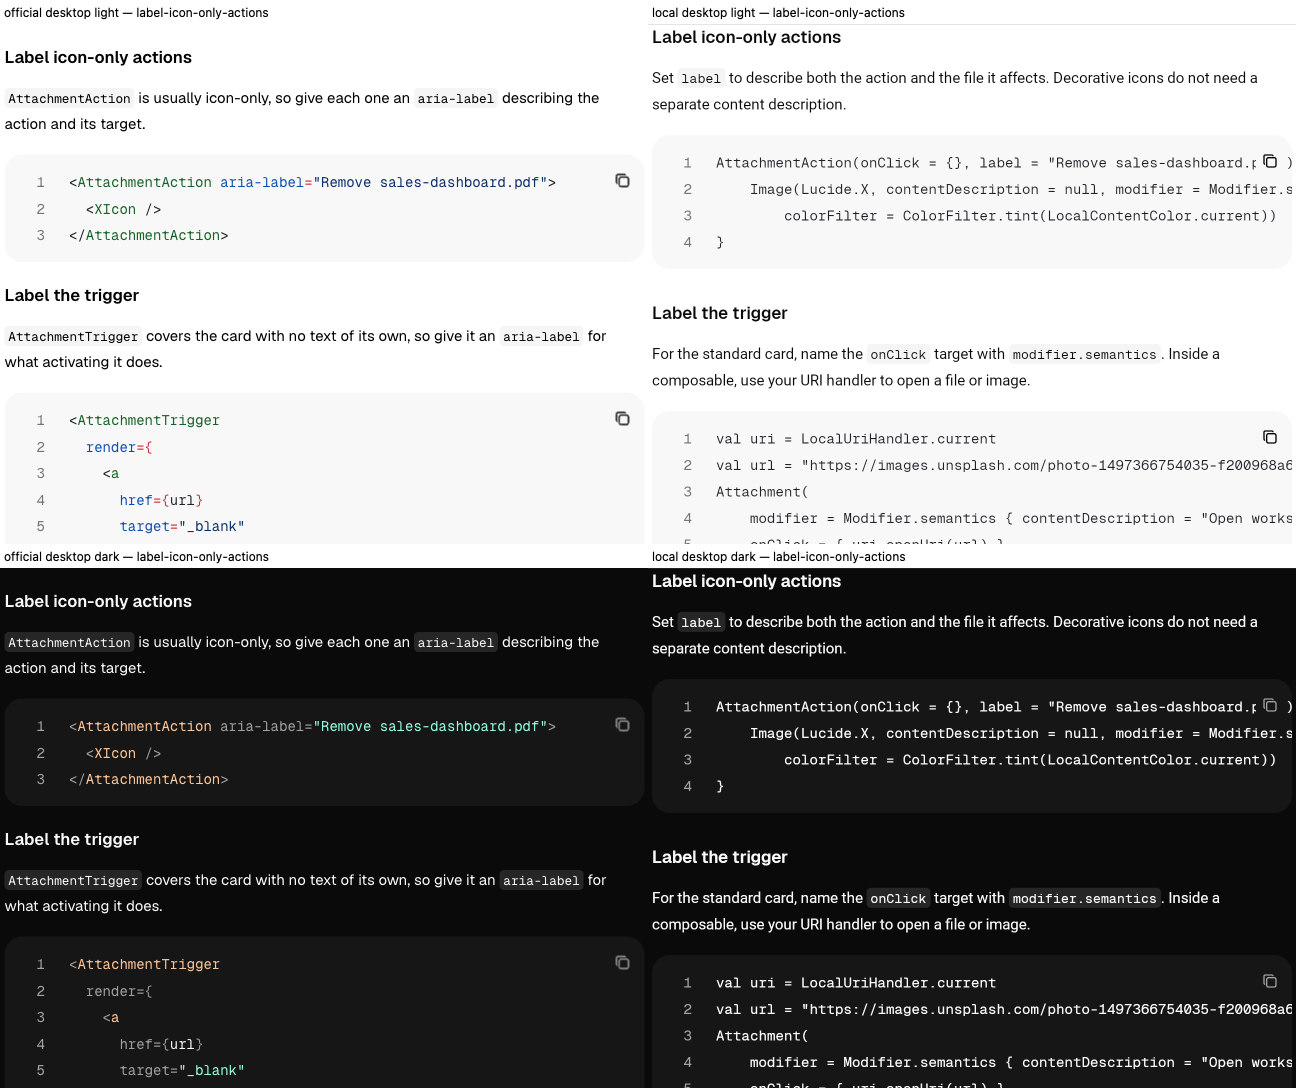 official desktop light — label-icon-only-actions
Label icon-only actions
AttachmentAction is usually icon-only, so give each one an aria-label describing the
action and its target.
1 <AttachmentAction aria-label="Remove sales-dashboard.pdf">
2 <XIcon />
3 </AttachmentAction>
Label the trigger
AttachmentTrigger covers the card with no text of its own, so give it an aria-label for
what activating it does.
1 <AttachmentTrigger
2 render={
3 <a
4 href={url}
5 target="_blank"
local desktop light — label-icon-only-actions
Label icon-only actions
Set label to describe both the action and the file it affects. Decorative icons do not need a
separate content description.
1 AttachmentAction(onClick = {}, label = "Remove sales-dashboard.p )
2 Image(Lucide.X, contentDescription = null, modifier = Modifier.s
3 colorFilter = ColorFilter.tint(LocalContentColor.current))
4 }
Label the trigger
For the standard card, name the onClick target with modifier.semantics. Inside a
composable, use your URI handler to open a file or image.
1 val uri = LocalUriHandler.current
2 val url = "https://images.unsplash.com/photo-1497366754035-f200968a6
3 Attachment(
4 modifier = Modifier.semantics { contentDescription = "Open works
5 onClick = { uri.openUri(url) }
official desktop dark — label-icon-only-actions
Label icon-only actions
AttachmentAction is usually icon-only, so give each one an aria-label describing the
action and its target.
1 <AttachmentAction aria-label="Remove sales-dashboard.pdf">
2 <XIcon />
3 </AttachmentAction>
Label the trigger
AttachmentTrigger covers the card with no text of its own, so give it an aria-label for
what activating it does.
1 <AttachmentTrigger
2 render={
3 <a
4 href={url}
5 target="_blank"
local desktop dark — label-icon-only-actions
Label icon-only actions
Set label to describe both the action and the file it affects. Decorative icons do not need a
separate content description.
1 AttachmentAction(onClick = {}, label = "Remove sales-dashboard.p )
2 Image(Lucide.X, contentDescription = null, modifier = Modifier.s
3 colorFilter = ColorFilter.tint(LocalContentColor.current))
4 }
Label the trigger
For the standard card, name the onClick target with modifier.semantics. Inside a
composable, use your URI handler to open a file or image.
1 val uri = LocalUriHandler.current
2 val url = "https://images.unsplash.com/photo-1497366754035-f200968a6
3 Attachment(
4 modifier = Modifier.semantics { contentDescription = "Open works
5 onClick = { uri.openUri(url) }